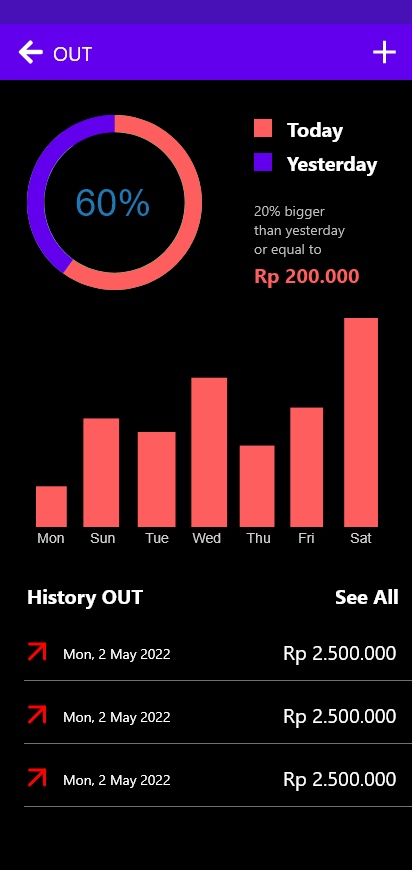 OUT
60%
Today
Yesterday
20% bigger
than yesterday
or equal to
Rp 200.000
Mon Sun Tue Wed Thu Fri Sat
History OUT See All
Mon, 2 May 2022 Rp 2.500.000
Mon, 2 May 2022 Rp 2.500.000
Mon, 2 May 2022 Rp 2.500.000